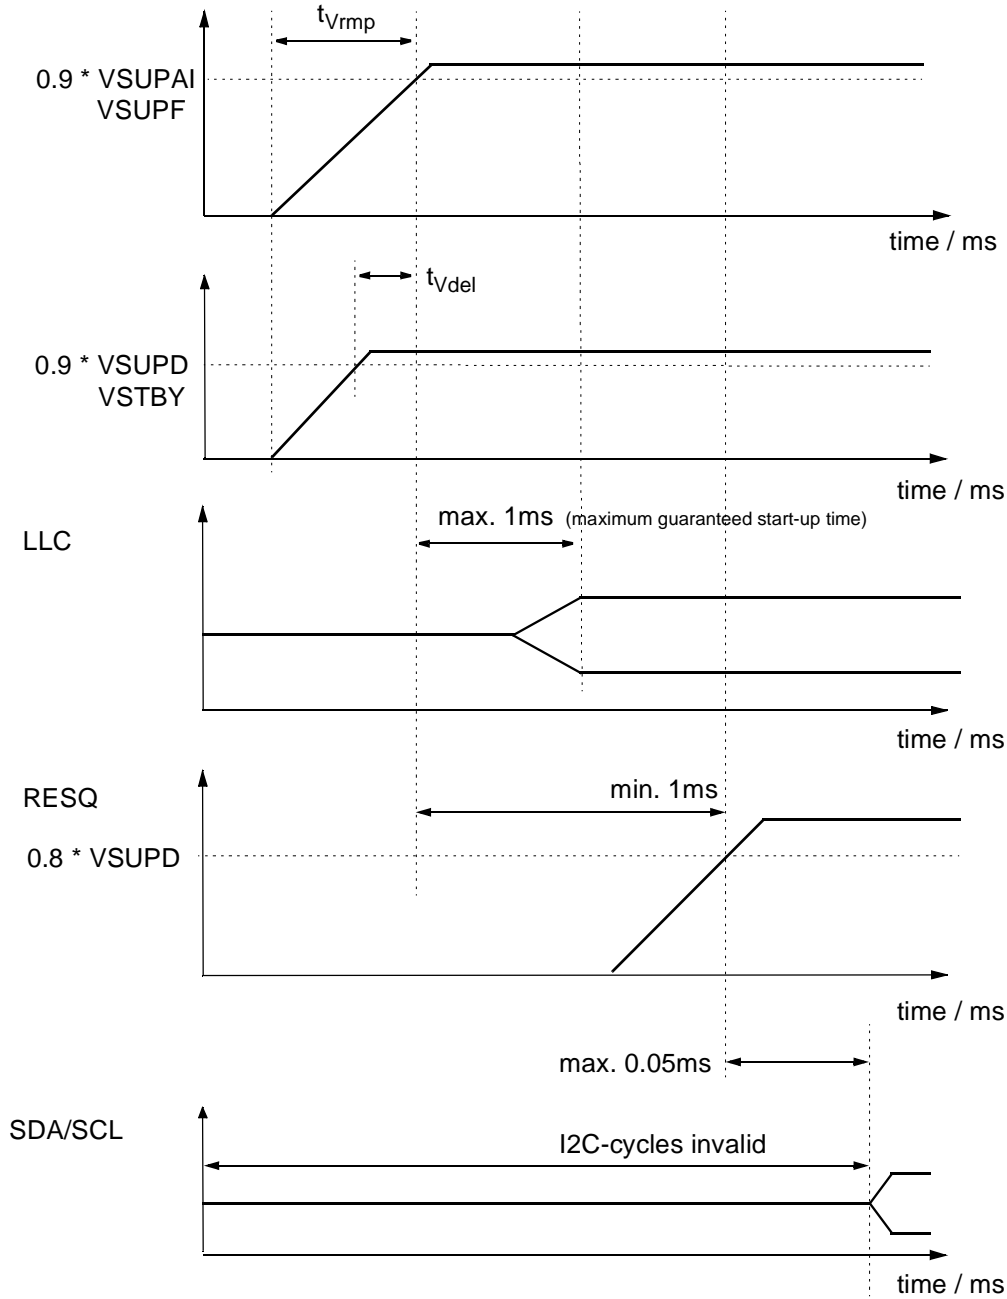 tVrmp
0.9 * VSUPAI
VSUPF
time / ms
tVdel
0.9 * VSUPD
VSTBY
time / ms
max. 1ms (maximum guaranteed start-up time)
LLC
time / ms
min. 1ms
RESQ
0.8 * VSUPD
time / ms
max. 0.05ms
SDA/SCL
I2C-cycles invalid
time / ms